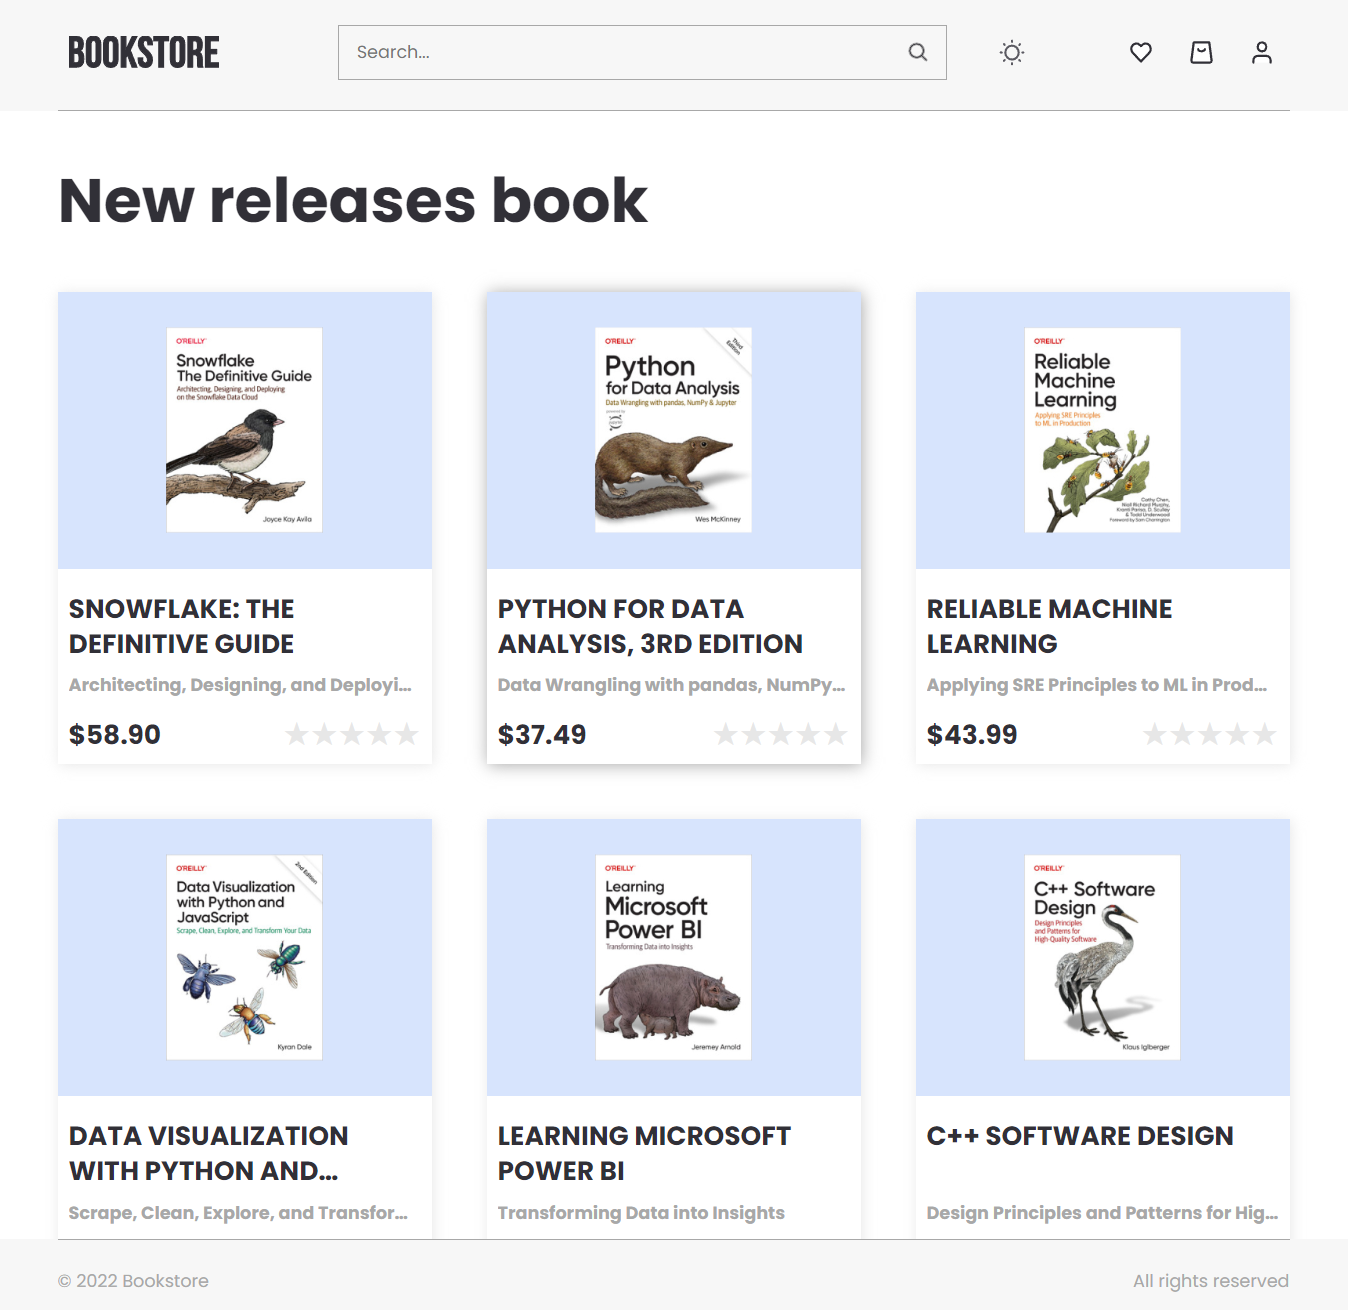 BOOKSTORE
Search...
New releases book
O'REILLY
Snowflake
The Definitive Guide
Architecting, Designing, and Deploying
on the Snowflake Data Cloud
Joyce Kay Avila
SNOWFLAKE: THE
DEFINITIVE GUIDE
Architecting, Designing, and Deployi...
$58.90
O'REILLY
Third
Edition
Python
for Data Analysis
Data Wrangling with pandas, NumPy & Jupyter
powered by
Wes McKinney
PYTHON FOR DATA
ANALYSIS, 3RD EDITION
Data Wrangling with pandas, NumPy...
$37.49
O'REILLY
Reliable
Machine
Learning
Applying SRE Principles
to ML in Production
Cathy Chen,
Niall Richard Murphy,
Kranti Parisa, D. Sculley
& Todd Underwood
Foreword by Sam Charrington
RELIABLE MACHINE
LEARNING
Applying SRE Principles to ML in Prod...
$43.99
O'REILLY
2nd Edition
Data Visualization
with Python and
JavaScript
Scrape, Clean, Explore, and Transform Your Data
Kyran Dale
DATA VISUALIZATION
WITH PYTHON AND...
Scrape, Clean, Explore, and Transfor...
O'REILLY
Learning
Microsoft
Power BI
Transforming Data into Insights
Jeremey Arnold
LEARNING MICROSOFT
POWER BI
Transforming Data into Insights
O'REILLY
C++ Software
Design
Design Principles
and Patterns for
High-Quality Software
Klaus Iglberger
C++ SOFTWARE DESIGN
Design Principles and Patterns for Hig...
© 2022 Bookstore
All rights reserved